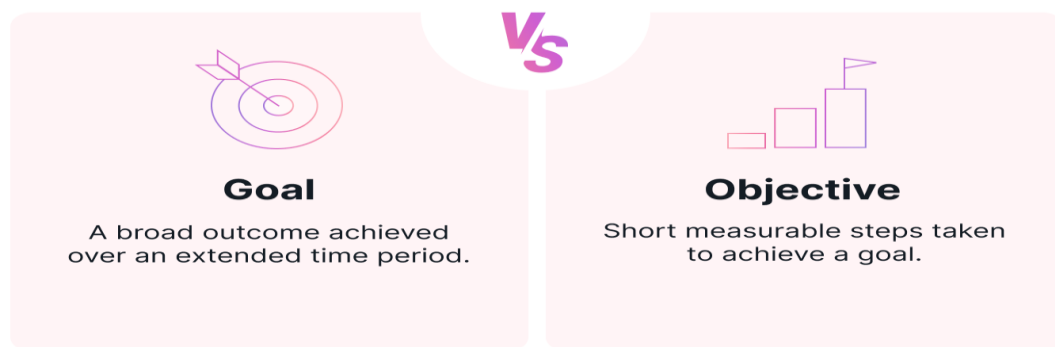 VS
Goal
A broad outcome achieved
over an extended time period.
Objective
Short measurable steps taken
to achieve a goal.